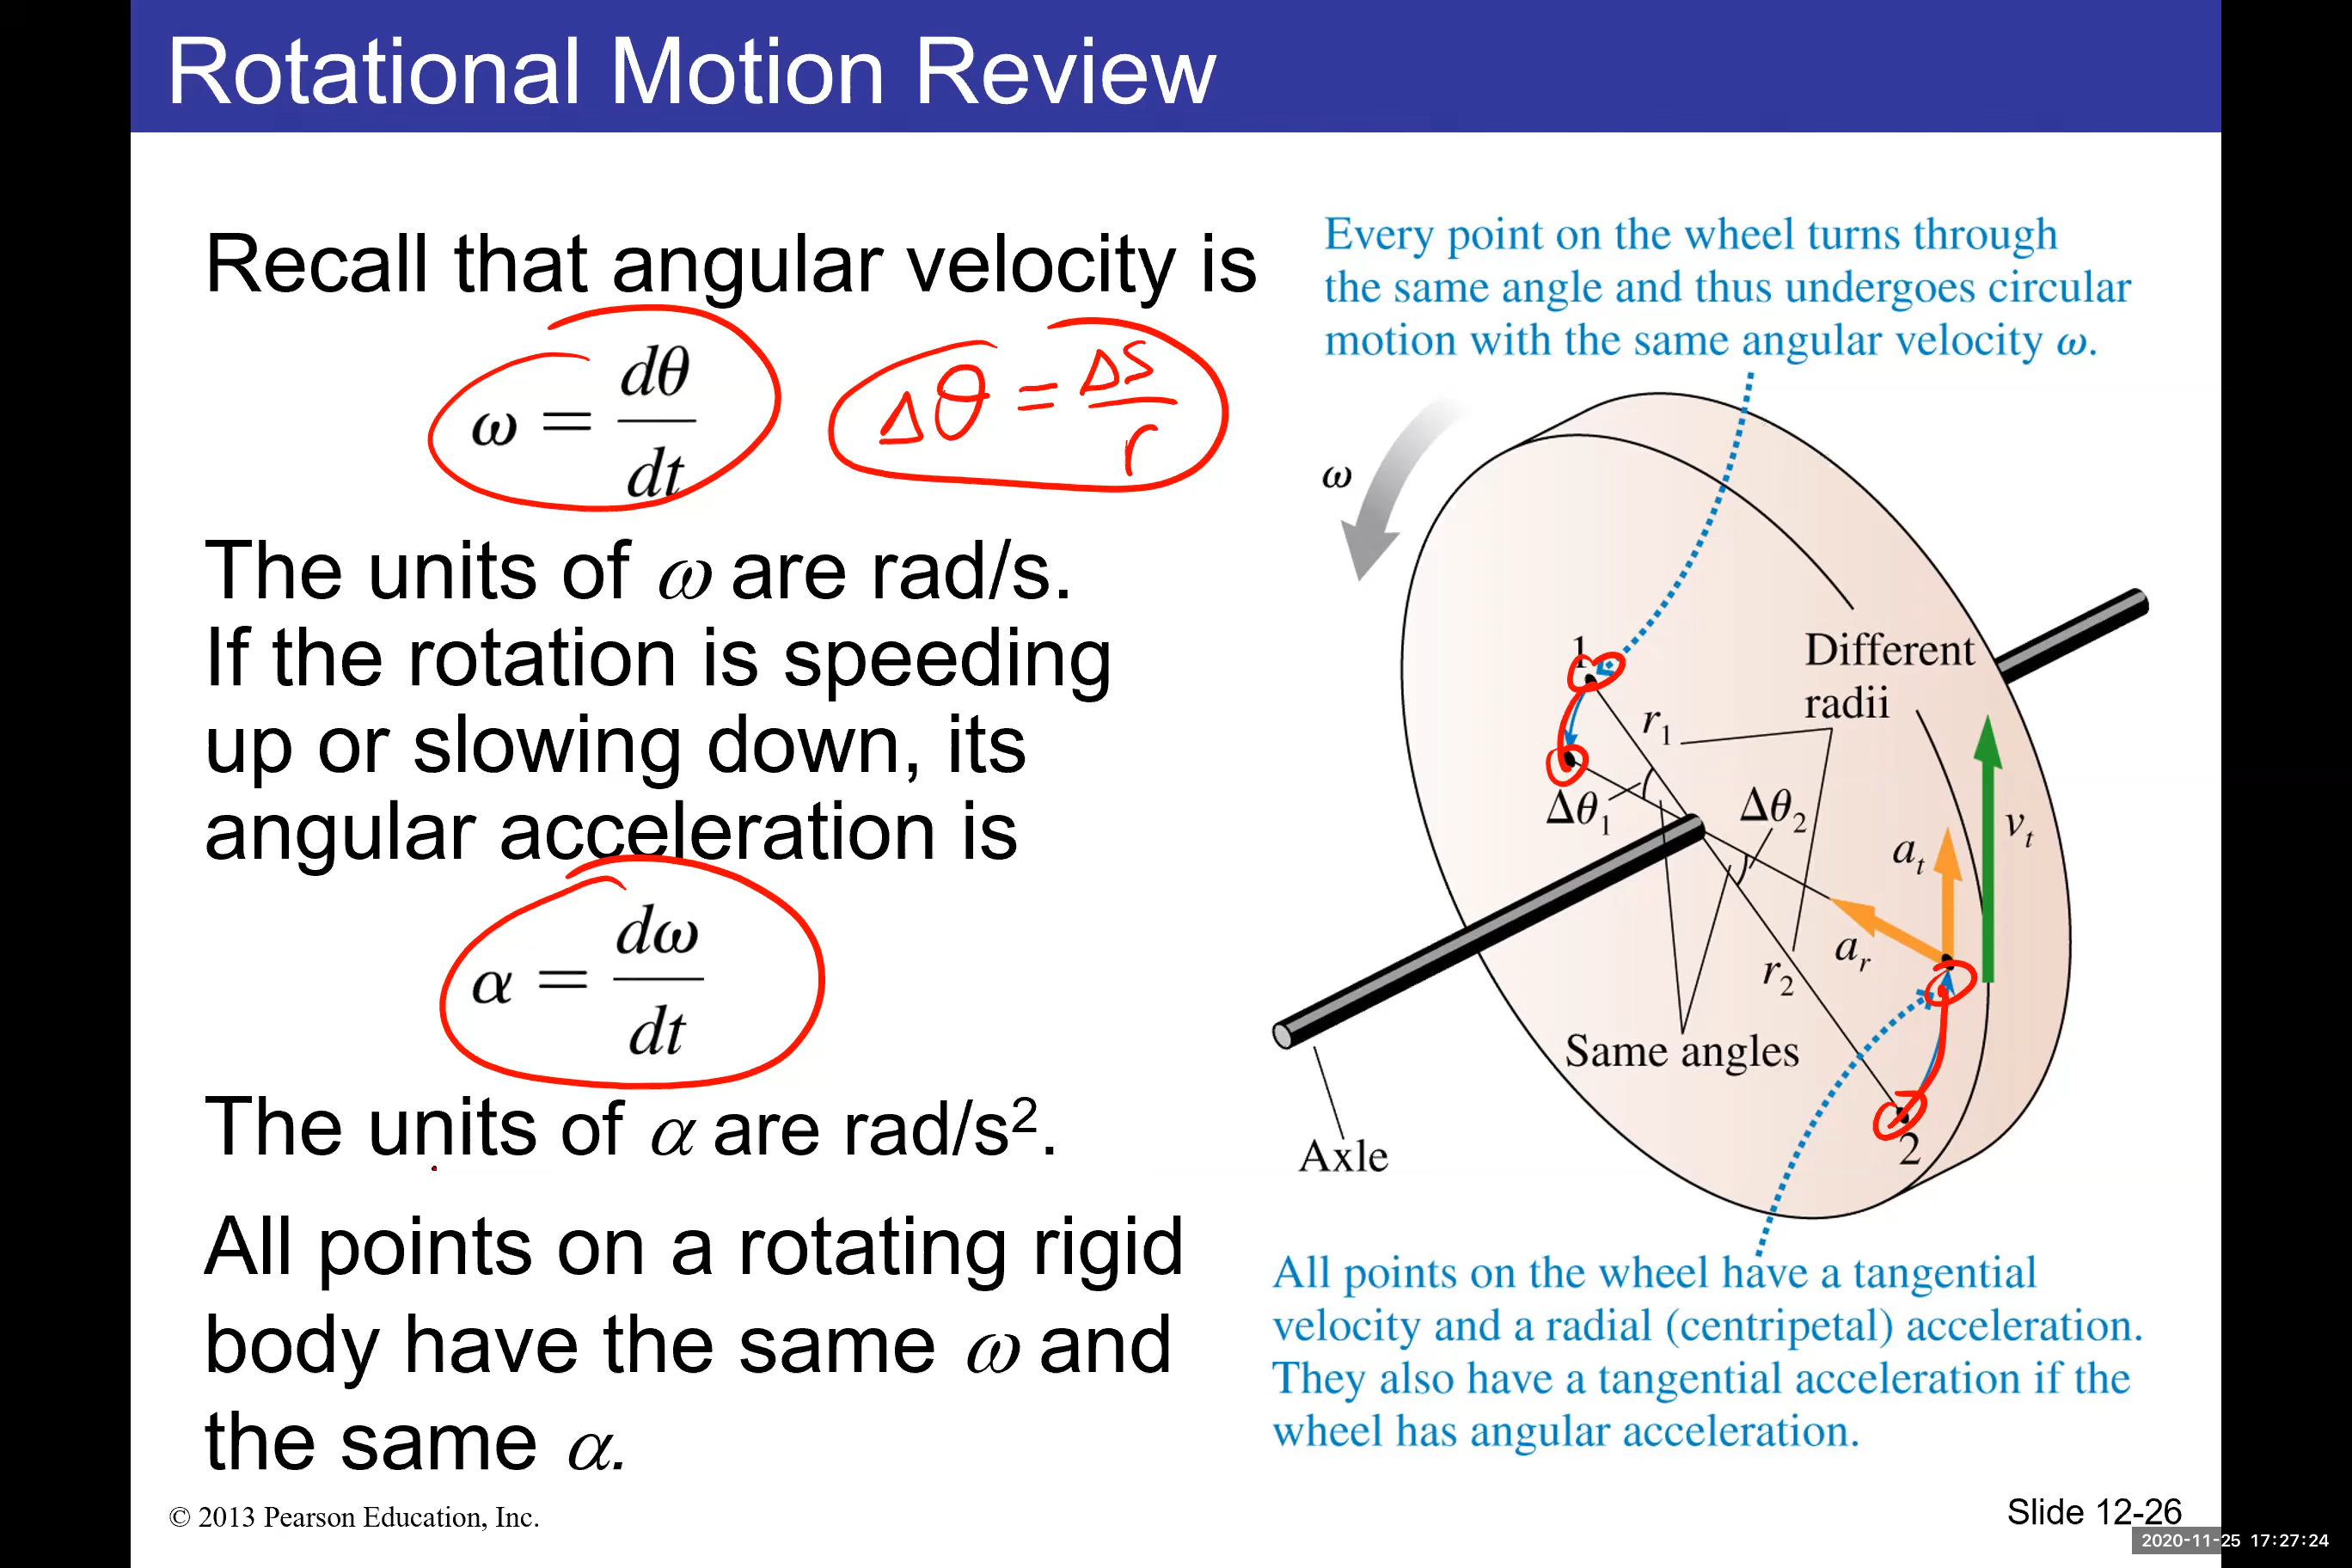 Rotational Motion Review
Recall that angular velocity is
ω = dθ/dt
Δθ = Δs/r
The units of ω are rad/s.
If the rotation is speeding
up or slowing down, its
angular acceleration is
α = dω/dt
The units of α are rad/s².
All points on a rotating rigid
body have the same ω and
the same α.
Every point on the wheel turns through
the same angle and thus undergoes circular
motion with the same angular velocity ω.
ω
1
Different
radii
r₁
Δθ₁
Δθ₂
vₜ
aₜ
aᵣ
r₂
Same angles
2
Axle
All points on the wheel have a tangential
velocity and a radial (centripetal) acceleration.
They also have a tangential acceleration if the
wheel has angular acceleration.
© 2013 Pearson Education, Inc.
Slide 12-26
2020-11-25 17:27:24